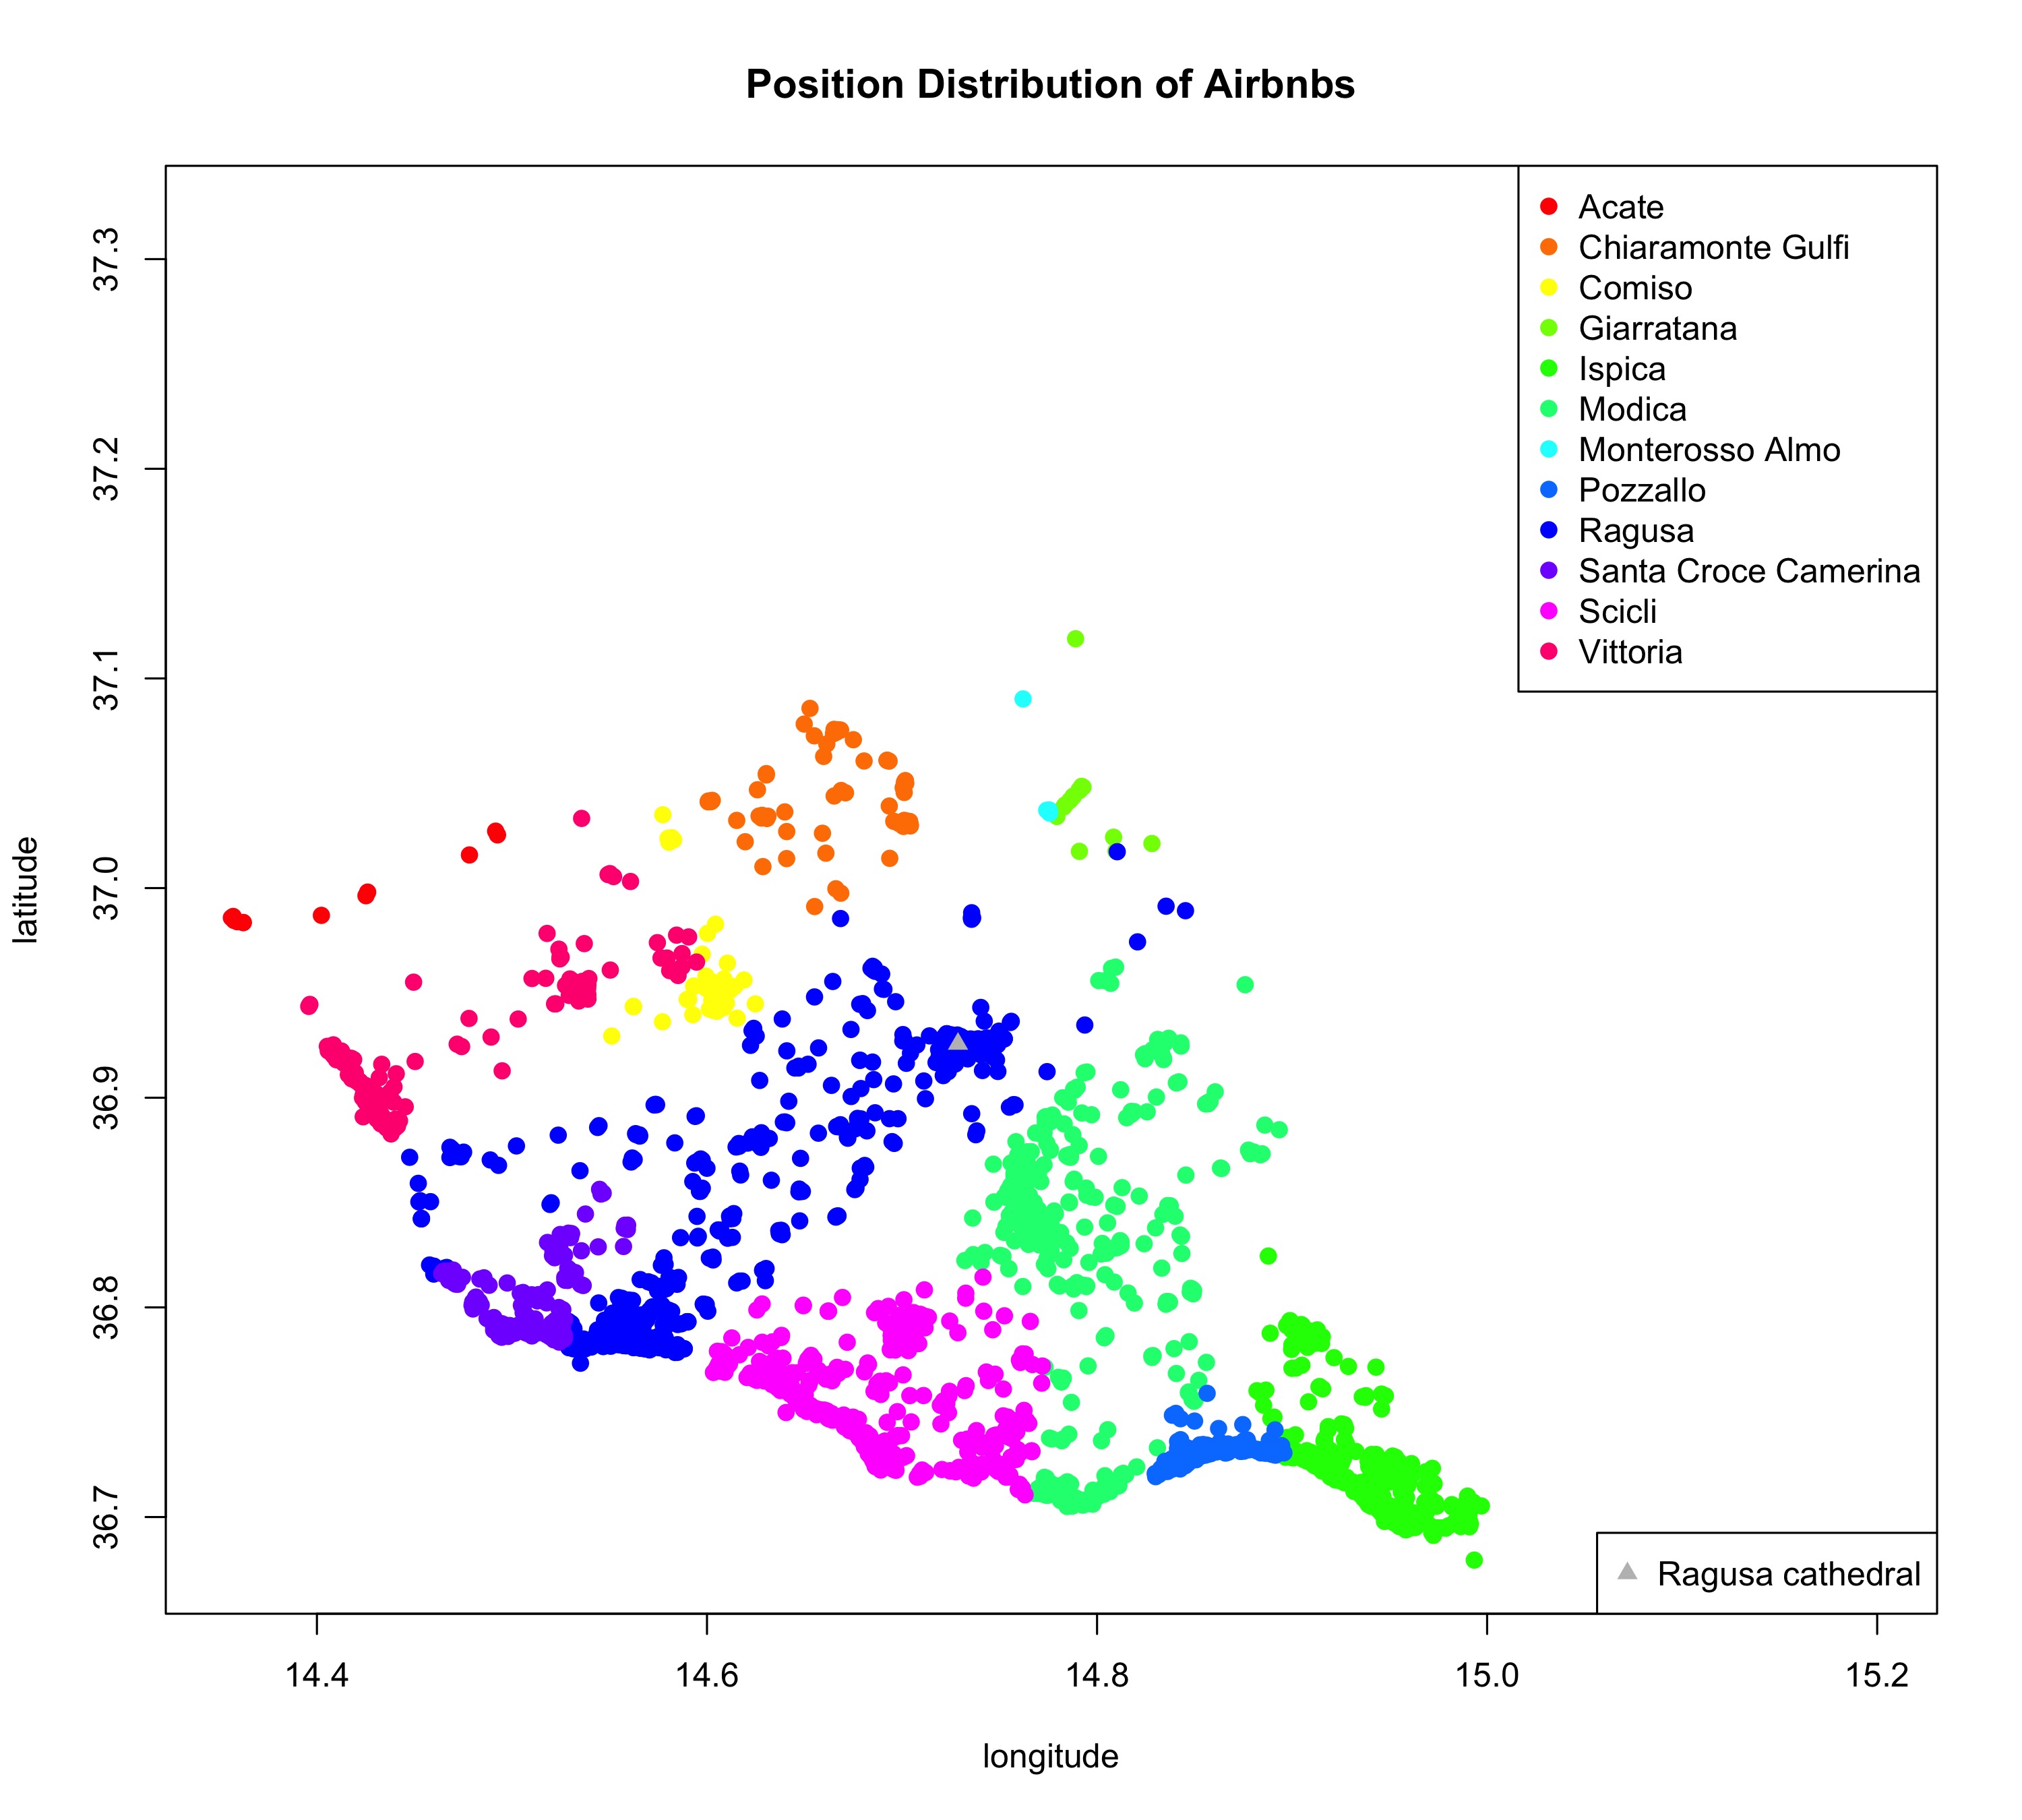 Position Distribution of Airbnbs
Acate
Chiaramonte Gulfi
Comiso
Giarratana
Ispica
Modica
Monterosso Almo
Pozzallo
Ragusa
Santa Croce Camerina
Scicli
Vittoria
37.3
37.2
37.1
37.0
36.9
36.8
36.7
latitude
Ragusa cathedral
14.4
14.6
14.8
15.0
15.2
longitude